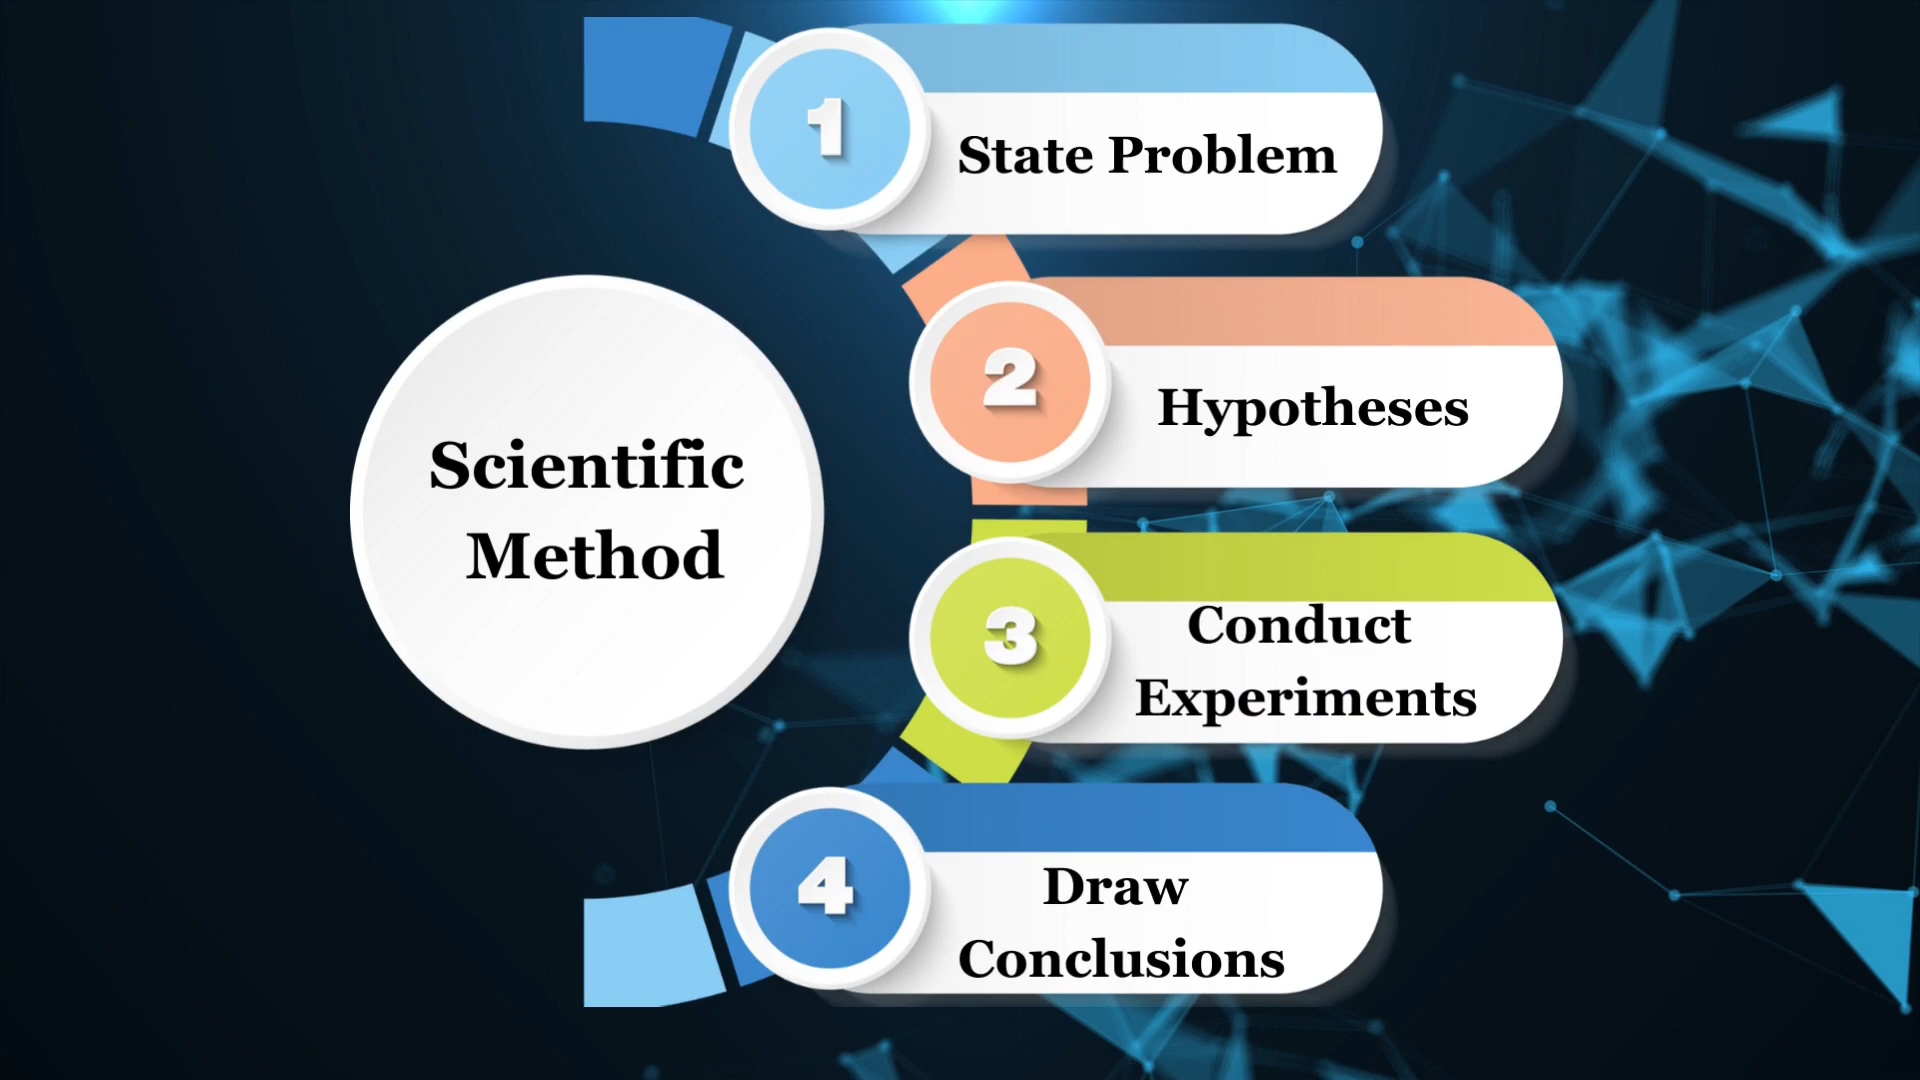 Scientific
Method
1
State Problem
2
Hypotheses
3
Conduct
Experiments
4
Draw
Conclusions